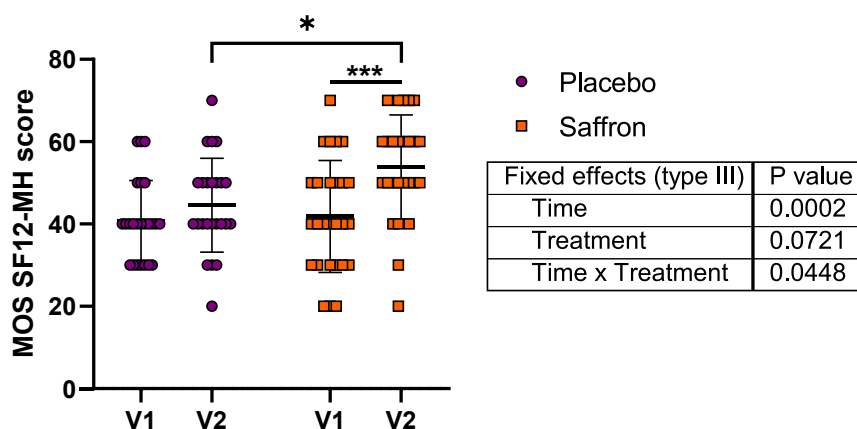 *
***
80
60
40
20
0
MOS SF12-MH score
V1 V2 V1 V2
Placebo
Saffron
Fixed effects (type III) P value
Time 0.0002
Treatment 0.0721
Time x Treatment 0.0448